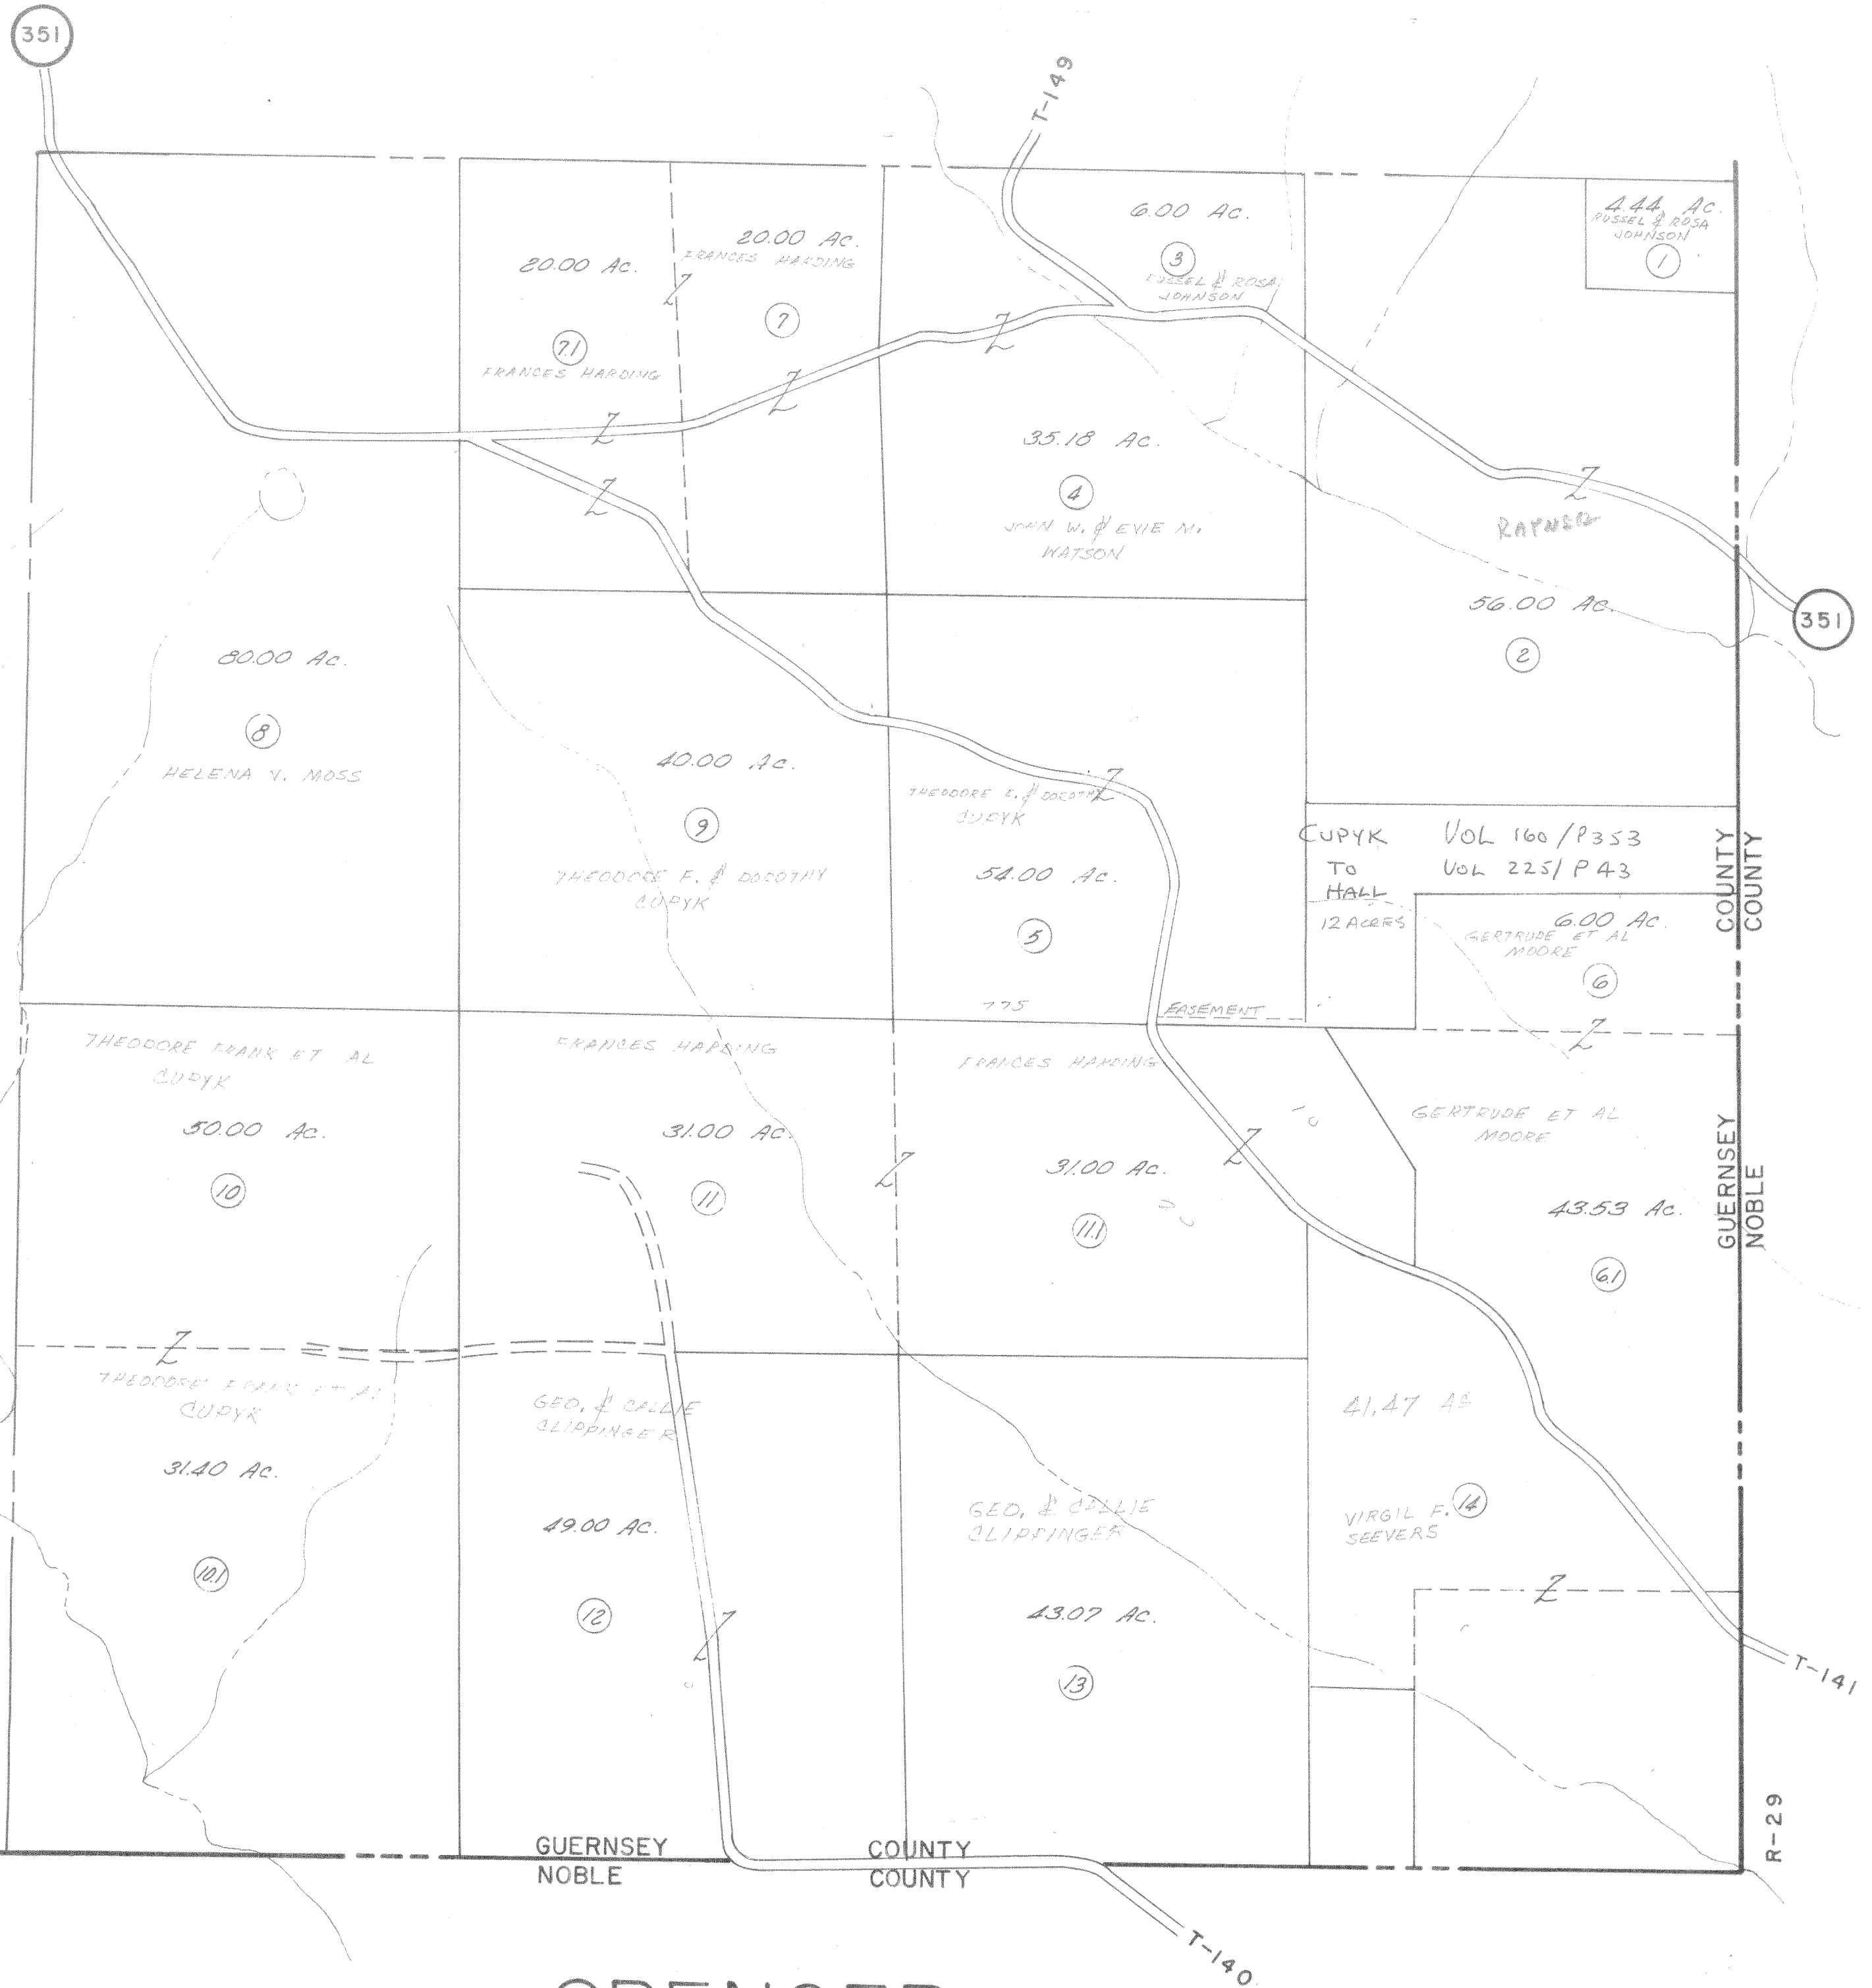 351
T-149
6.00 Ac.
3
RUSSEL & ROSA
JOHNSON
4.44 Ac.
RUSSEL & ROSA
JOHNSON
1
20.00 Ac.
FRANCES HARDING
7
20.00 Ac.
7.1
FRANCES HARDING
Z
Z
Z
Z
Z
Z
35.18 Ac.
4
JOHN W. & EVIE M.
WATSON
56.00 Ac.
2
351
80.00 Ac.
8
HELENA V. MOSS
40.00 Ac.
9
THEODORE F. & DOROTHY
CUPYK
Z
THEODORE F. & DOROTHY
CUPYK
54.00 Ac.
5
775
EASEMENT
CUPYK
TO
HALL
12 ACRES
VOL 160/P353
VOL 225/P43
COUNTY
COUNTY
6.00 Ac.
GERTRUDE ET AL
MOORE
6
Z
THEODORE FRANK ET AL
CUPYK
50.00 Ac.
10
FRANCES HARDING
31.00 Ac.
11
Z
FRANCES HARDING
31.00 Ac.
11.1
Z
GERTRUDE ET AL
MOORE
43.53 Ac.
6.1
GUERNSEY
NOBLE
Z
THEODORE FRANK ET AL
CUPYK
31.40 Ac.
10.1
GEO. & CALLIE
CLIPPINGER
49.00 Ac.
12
Z
GEO. & CALLIE
CLIPPINGER
43.07 Ac.
13
41.47 Ac
VIRGIL F.
SEEVERS
14
Z
T-141
R-29
GUERNSEY COUNTY
NOBLE COUNTY
T-140